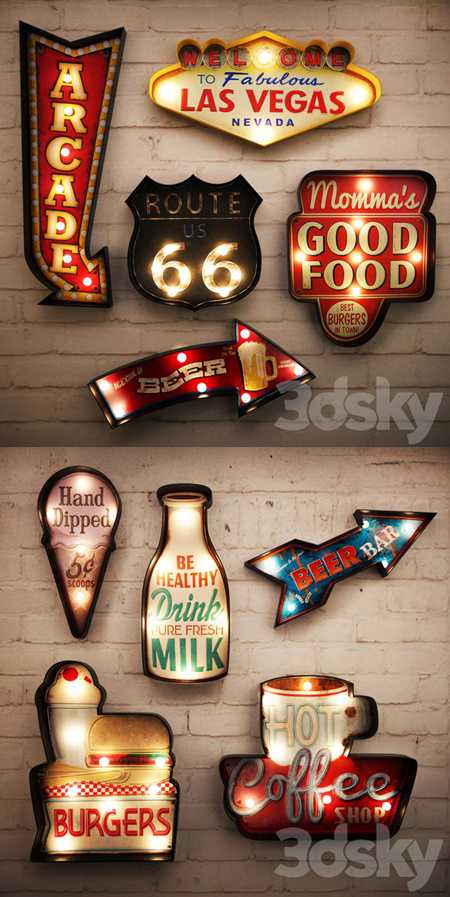 ARCADE
WELCOME
TO Fabulous
LAS VEGAS
NEVADA
ROUTE
US
66
Momma's
GOOD
FOOD
BEST
BURGERS
IN TOWN!
BEER
3dsky
Hand
Dipped
5¢
SCOOPS
BE
HEALTHY
Drink
PURE FRESH
MILK
BEER BAR
BURGERS
HOT
Coffee
SHOP
3dsky